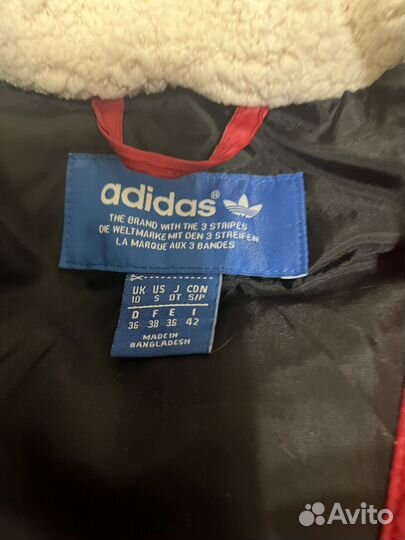 adidas
THE BRAND WITH THE 3 STRIPES
DIE WELTMARKE MIT DEN 3 STREIFEN
LA MARQUE AUX 3 BANDES
UK US J CDN
10 S OT S/P
D F E I
36 38 36 42
MADE IN
BANGLADESH
Avito